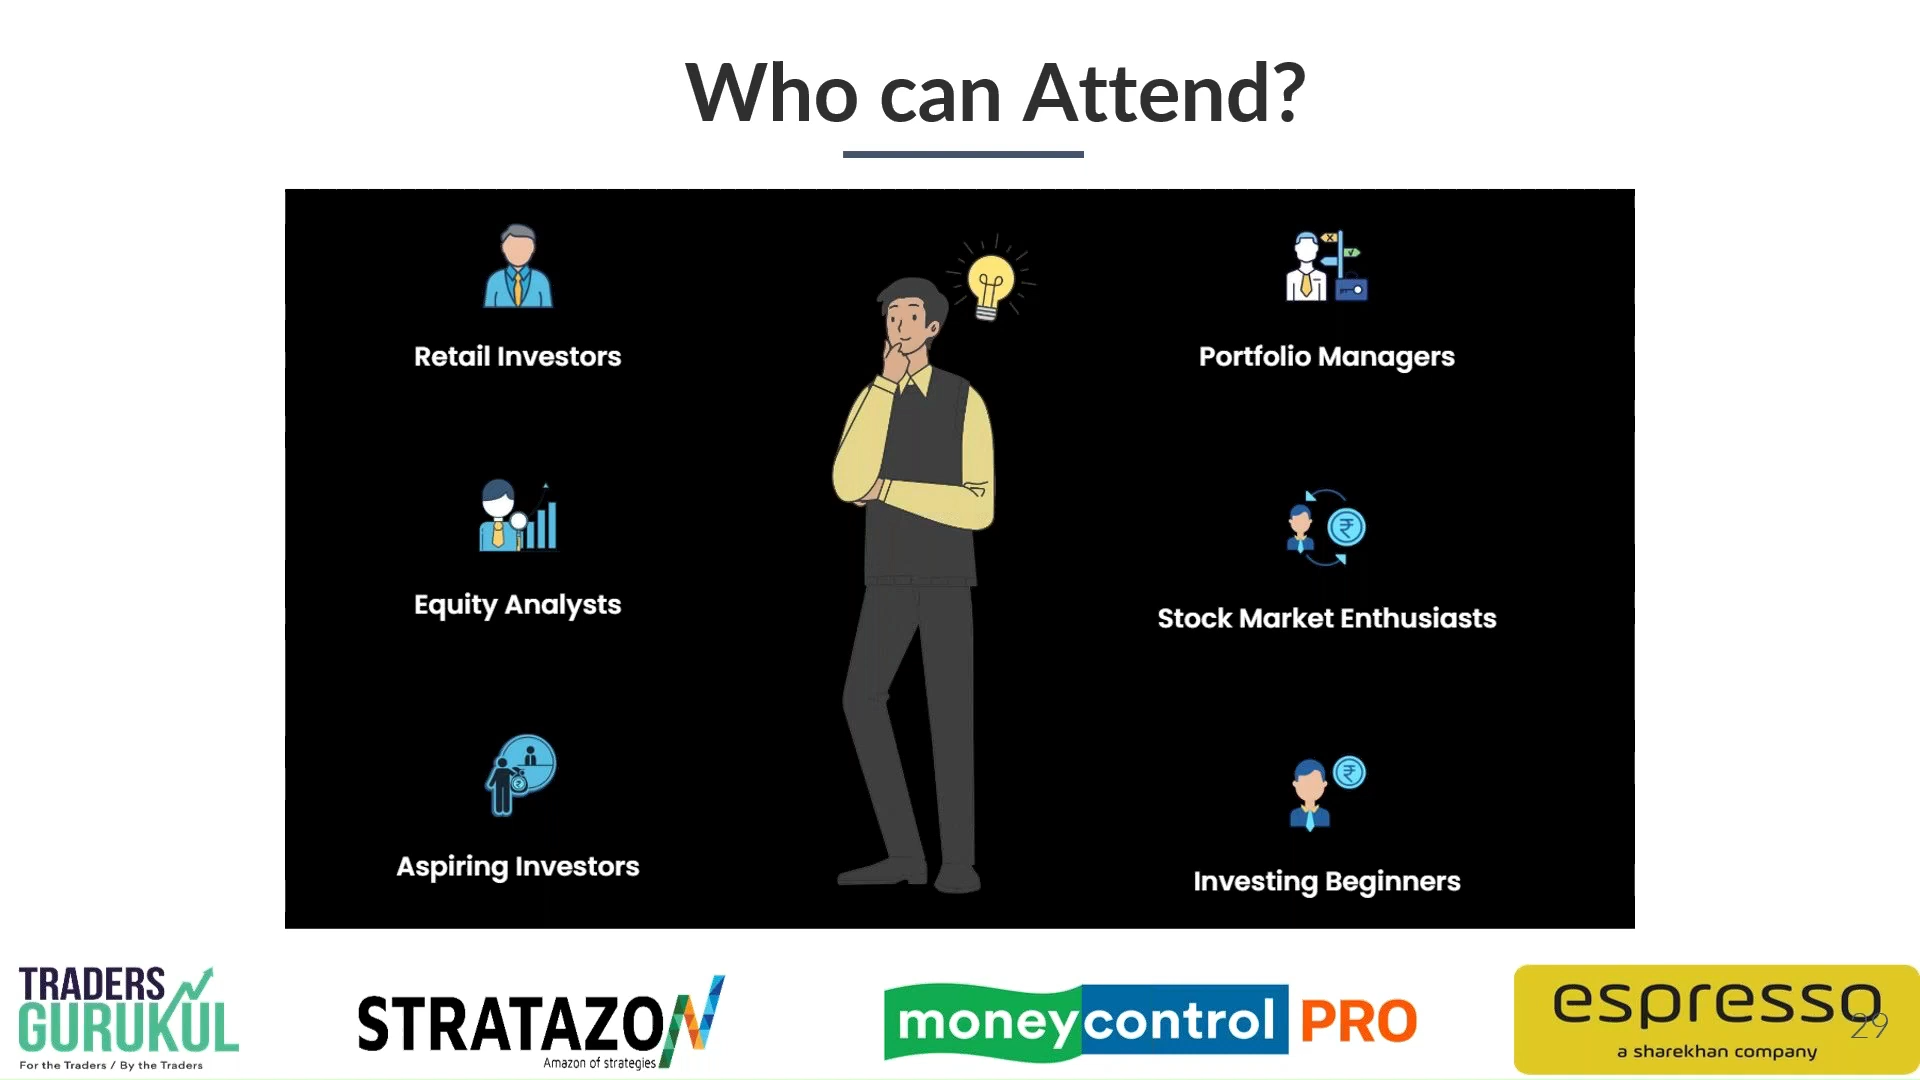 Who can Attend?
Retail Investors
Portfolio Managers
Equity Analysts
Stock Market Enthusiasts
Aspiring Investors
Investing Beginners
TRADERS
GURUKUL
For the Traders / By the Traders
STRATAZON
Amazon of strategies
moneycontrol PRO
espresso
a sharekhan company
29